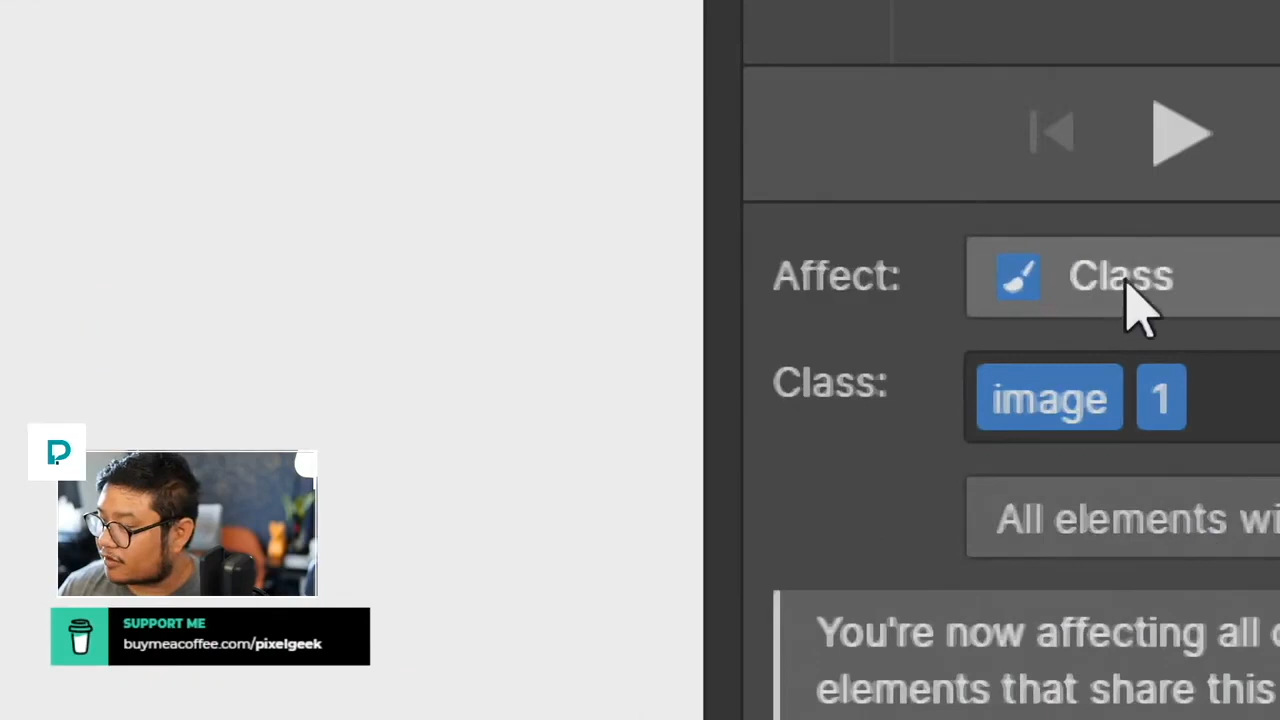 Affect:
Class
Class:
image 1
All elements
You're now affecting all
elements that share this
SUPPORT ME
buymeacoffee.com/pixelgeek